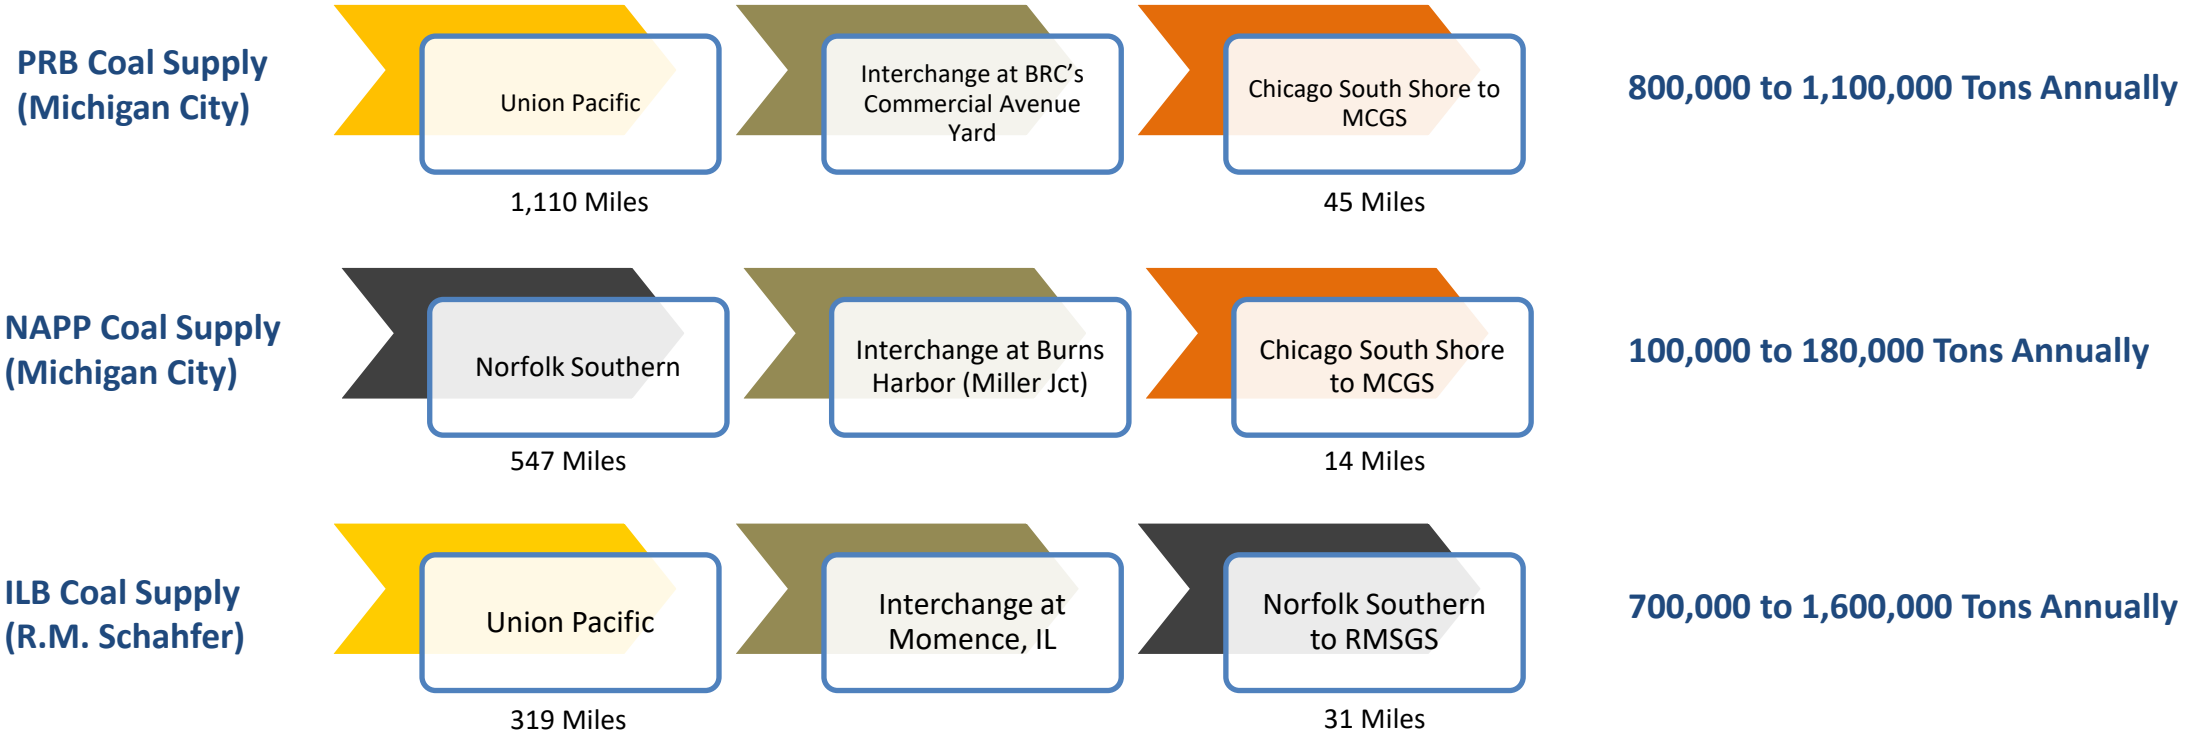 PRB Coal Supply
(Michigan City)
Union Pacific
1,110 Miles
Interchange at BRC’s
Commercial Avenue
Yard
Chicago South Shore to
MCGS
45 Miles
800,000 to 1,100,000 Tons Annually
NAPP Coal Supply
(Michigan City)
Norfolk Southern
547 Miles
Interchange at Burns
Harbor (Miller Jct)
Chicago South Shore
to MCGS
14 Miles
100,000 to 180,000 Tons Annually
ILB Coal Supply
(R.M. Schahfer)
Union Pacific
319 Miles
Interchange at
Momence, IL
Norfolk Southern
to RMSGS
31 Miles
700,000 to 1,600,000 Tons Annually